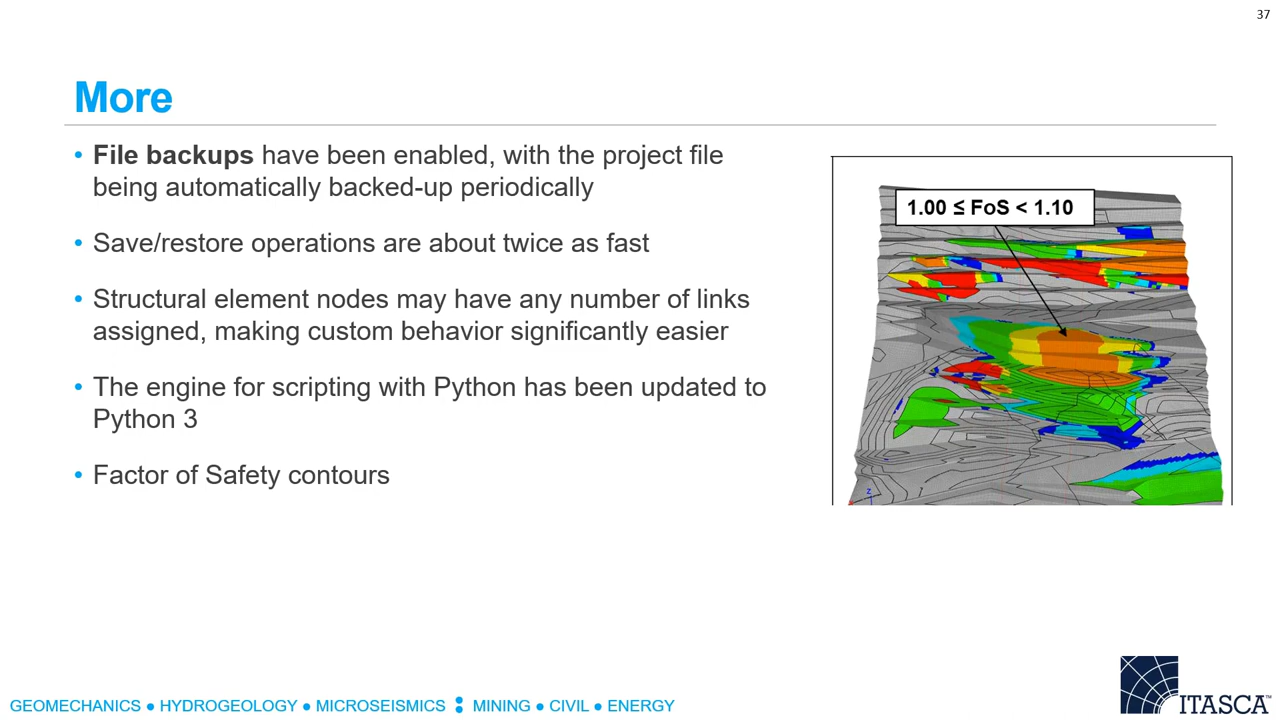 37
More
• File backups have been enabled, with the project file
being automatically backed-up periodically
• Save/restore operations are about twice as fast
• Structural element nodes may have any number of links
assigned, making custom behavior significantly easier
• The engine for scripting with Python has been updated to
Python 3
• Factor of Safety contours
1.00 ≤ FoS < 1.10
z
GEOMECHANICS ● HYDROGEOLOGY ● MICROSEISMICS : MINING ● CIVIL ● ENERGY
ITASCA™